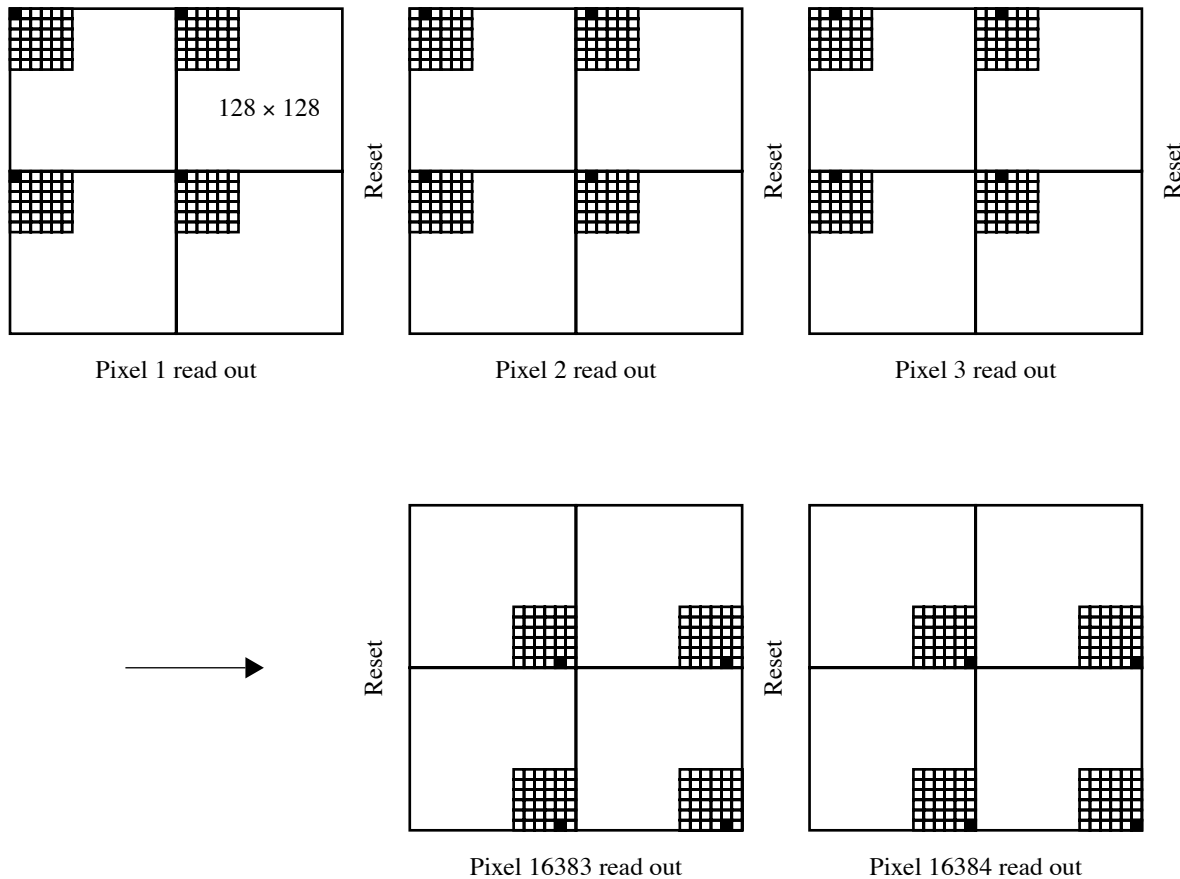 128 × 128
Reset
Reset
Reset
Pixel 1 read out
Pixel 2 read out
Pixel 3 read out
Reset
Reset
Pixel 16383 read out
Pixel 16384 read out